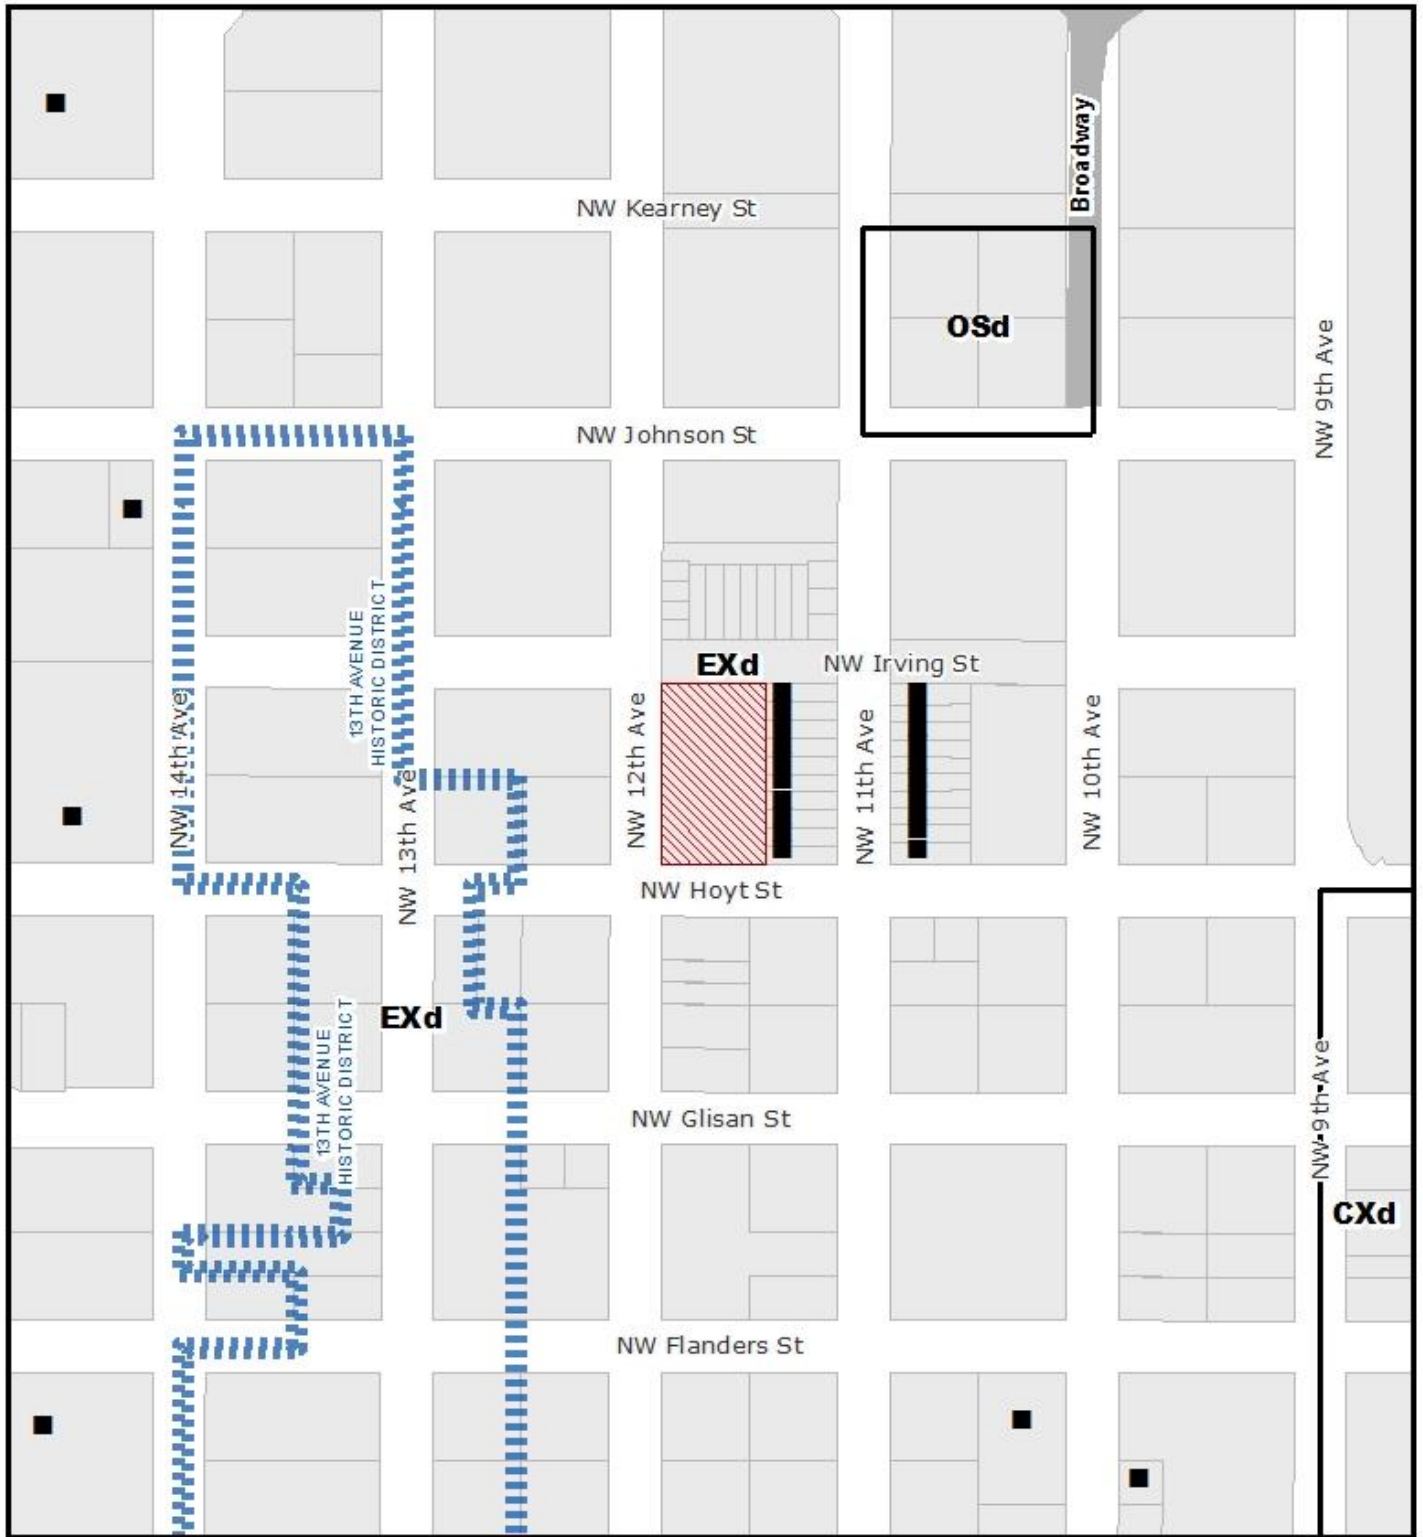 Broadway
NW Kearney St
OSd
NW 9th Ave
NW Johnson St
13TH AVENUE
HISTORIC DISTRICT
EXd
NW Irving St
NW 14th Ave
NW 13th Ave
NW 12th Ave
NW 11th Ave
NW 10th Ave
NW Hoyt St
EXd
13TH AVENUE
HISTORIC DISTRICT
NW Glisan St
NW 9th Ave
CXd
NW Flanders St